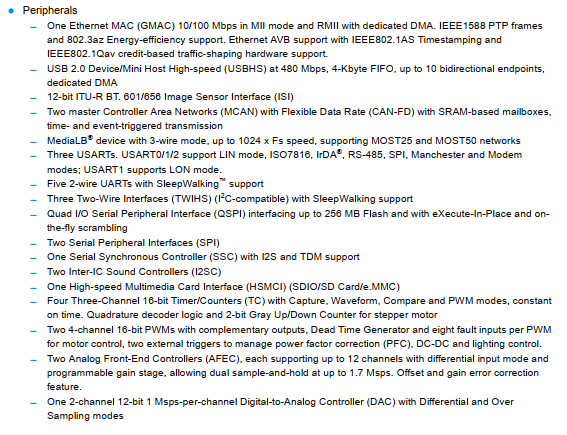 • Peripherals
– One Ethernet MAC (GMAC) 10/100 Mbps in MII mode and RMII with dedicated DMA. IEEE1588 PTP frames
and 802.3az Energy-efficiency support. Ethernet AVB support with IEEE802.1AS Timestamping and
IEEE802.1Qav credit-based traffic-shaping hardware support.
– USB 2.0 Device/Mini Host High-speed (USBHS) at 480 Mbps, 4-Kbyte FIFO, up to 10 bidirectional endpoints,
dedicated DMA
– 12-bit ITU-R BT. 601/656 Image Sensor Interface (ISI)
– Two master Controller Area Networks (MCAN) with Flexible Data Rate (CAN-FD) with SRAM-based mailboxes,
time- and event-triggered transmission
– MediaLB® device with 3-wire mode, up to 1024 x Fs speed, supporting MOST25 and MOST50 networks
– Three USARTs. USART0/1/2 support LIN mode, ISO7816, IrDA®, RS-485, SPI, Manchester and Modem
modes; USART1 supports LON mode.
– Five 2-wire UARTs with SleepWalking™ support
– Three Two-Wire Interfaces (TWIHS) (I²C-compatible) with SleepWalking support
– Quad I/O Serial Peripheral Interface (QSPI) interfacing up to 256 MB Flash and with eXecute-In-Place and on-
the-fly scrambling
– Two Serial Peripheral Interfaces (SPI)
– One Serial Synchronous Controller (SSC) with I2S and TDM support
– Two Inter-IC Sound Controllers (I2SC)
– One High-speed Multimedia Card Interface (HSMCI) (SDIO/SD Card/e.MMC)
– Four Three-Channel 16-bit Timer/Counters (TC) with Capture, Waveform, Compare and PWM modes, constant
on time. Quadrature decoder logic and 2-bit Gray Up/Down Counter for stepper motor
– Two 4-channel 16-bit PWMs with complementary outputs, Dead Time Generator and eight fault inputs per PWM
for motor control, two external triggers to manage power factor correction (PFC), DC-DC and lighting control.
– Two Analog Front-End Controllers (AFEC), each supporting up to 12 channels with differential input mode and
programmable gain stage, allowing dual sample-and-hold at up to 1.7 Msps. Offset and gain error correction
feature.
– One 2-channel 12-bit 1 Msps-per-channel Digital-to-Analog Controller (DAC) with Differential and Over
Sampling modes